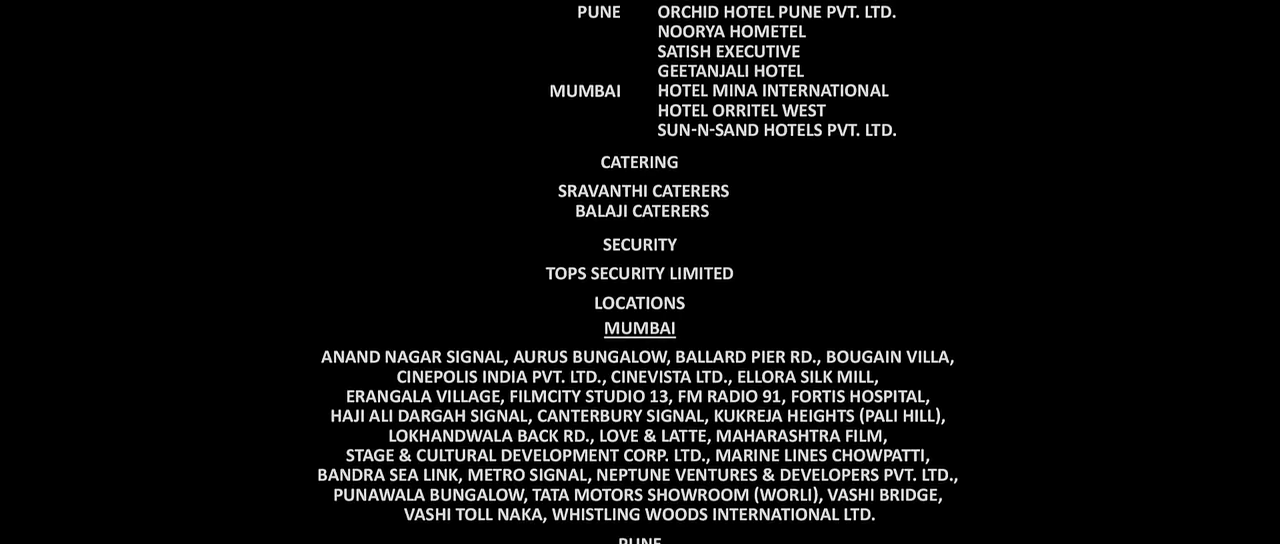 PUNE ORCHID HOTEL PUNE PVT. LTD.
NOORYA HOMETEL
SATISH EXECUTIVE
GEETANJALI HOTEL
MUMBAI HOTEL MINA INTERNATIONAL
HOTEL ORRITEL WEST
SUN-N-SAND HOTELS PVT. LTD.
CATERING
SRAVANTHI CATERERS
BALAJI CATERERS
SECURITY
TOPS SECURITY LIMITED
LOCATIONS
MUMBAI
ANAND NAGAR SIGNAL, AURUS BUNGALOW, BALLARD PIER RD., BOUGAIN VILLA,
CINEPOLIS INDIA PVT. LTD., CINEVISTA LTD., ELLORA SILK MILL,
ERANGALA VILLAGE, FILMCITY STUDIO 13, FM RADIO 91, FORTIS HOSPITAL,
HAJI ALI DARGAH SIGNAL, CANTERBURY SIGNAL, KUKREJA HEIGHTS (PALI HILL),
LOKHANDWALA BACK RD., LOVE & LATTE, MAHARASHTRA FILM,
STAGE & CULTURAL DEVELOPMENT CORP. LTD., MARINE LINES CHOWPATTI,
BANDRA SEA LINK, METRO SIGNAL, NEPTUNE VENTURES & DEVELOPERS PVT. LTD.,
PUNAWALA BUNGALOW, TATA MOTORS SHOWROOM (WORLI), VASHI BRIDGE,
VASHI TOLL NAKA, WHISTLING WOODS INTERNATIONAL LTD.
PUNE